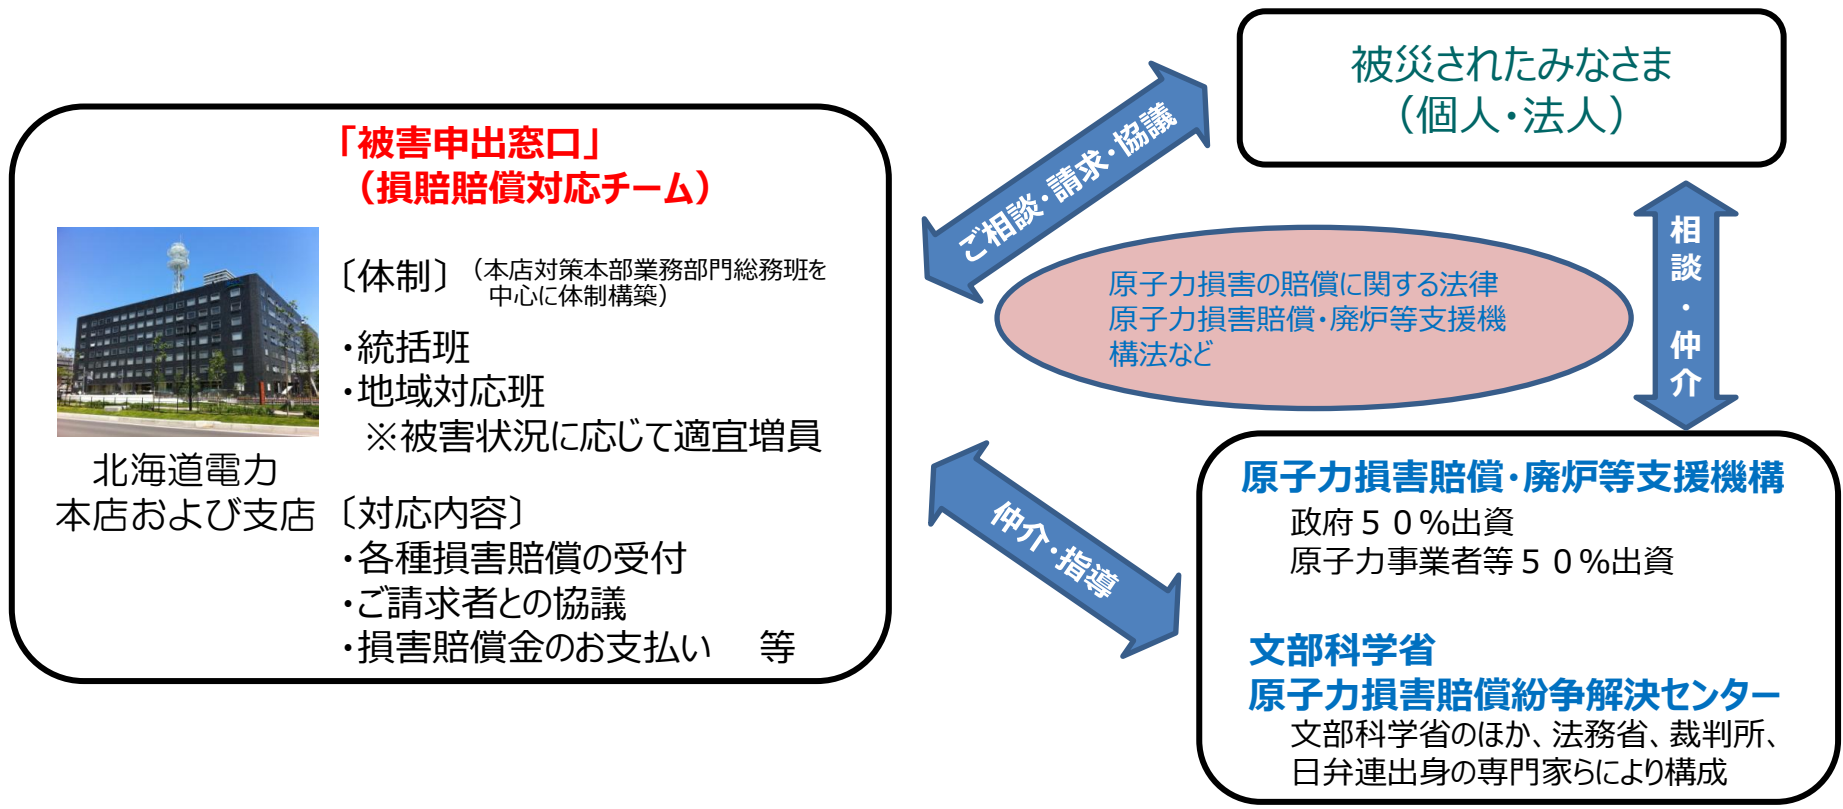 「被害申出窓口」
（損賠賠償対応チーム）
〔体制〕（本店対策本部業務部門総務班を
中心に体制構築）
・統括班
・地域対応班
※被害状況に応じて適宜増員
北海道電力
本店および支店
〔対応内容〕
・各種損害賠償の受付
・ご請求者との協議
・損害賠償金のお支払い　等
ご相談・請求・協議
被災されたみなさま
（個人・法人）
原子力損害の賠償に関する法律
原子力損害賠償・廃炉等支援機
構法など
相談・仲介
仲介・指導
原子力損害賠償・廃炉等支援機構
政府５０％出資
原子力事業者等５０％出資
文部科学省
原子力損害賠償紛争解決センター
文部科学省のほか、法務省、裁判所、
日弁連出身の専門家らにより構成